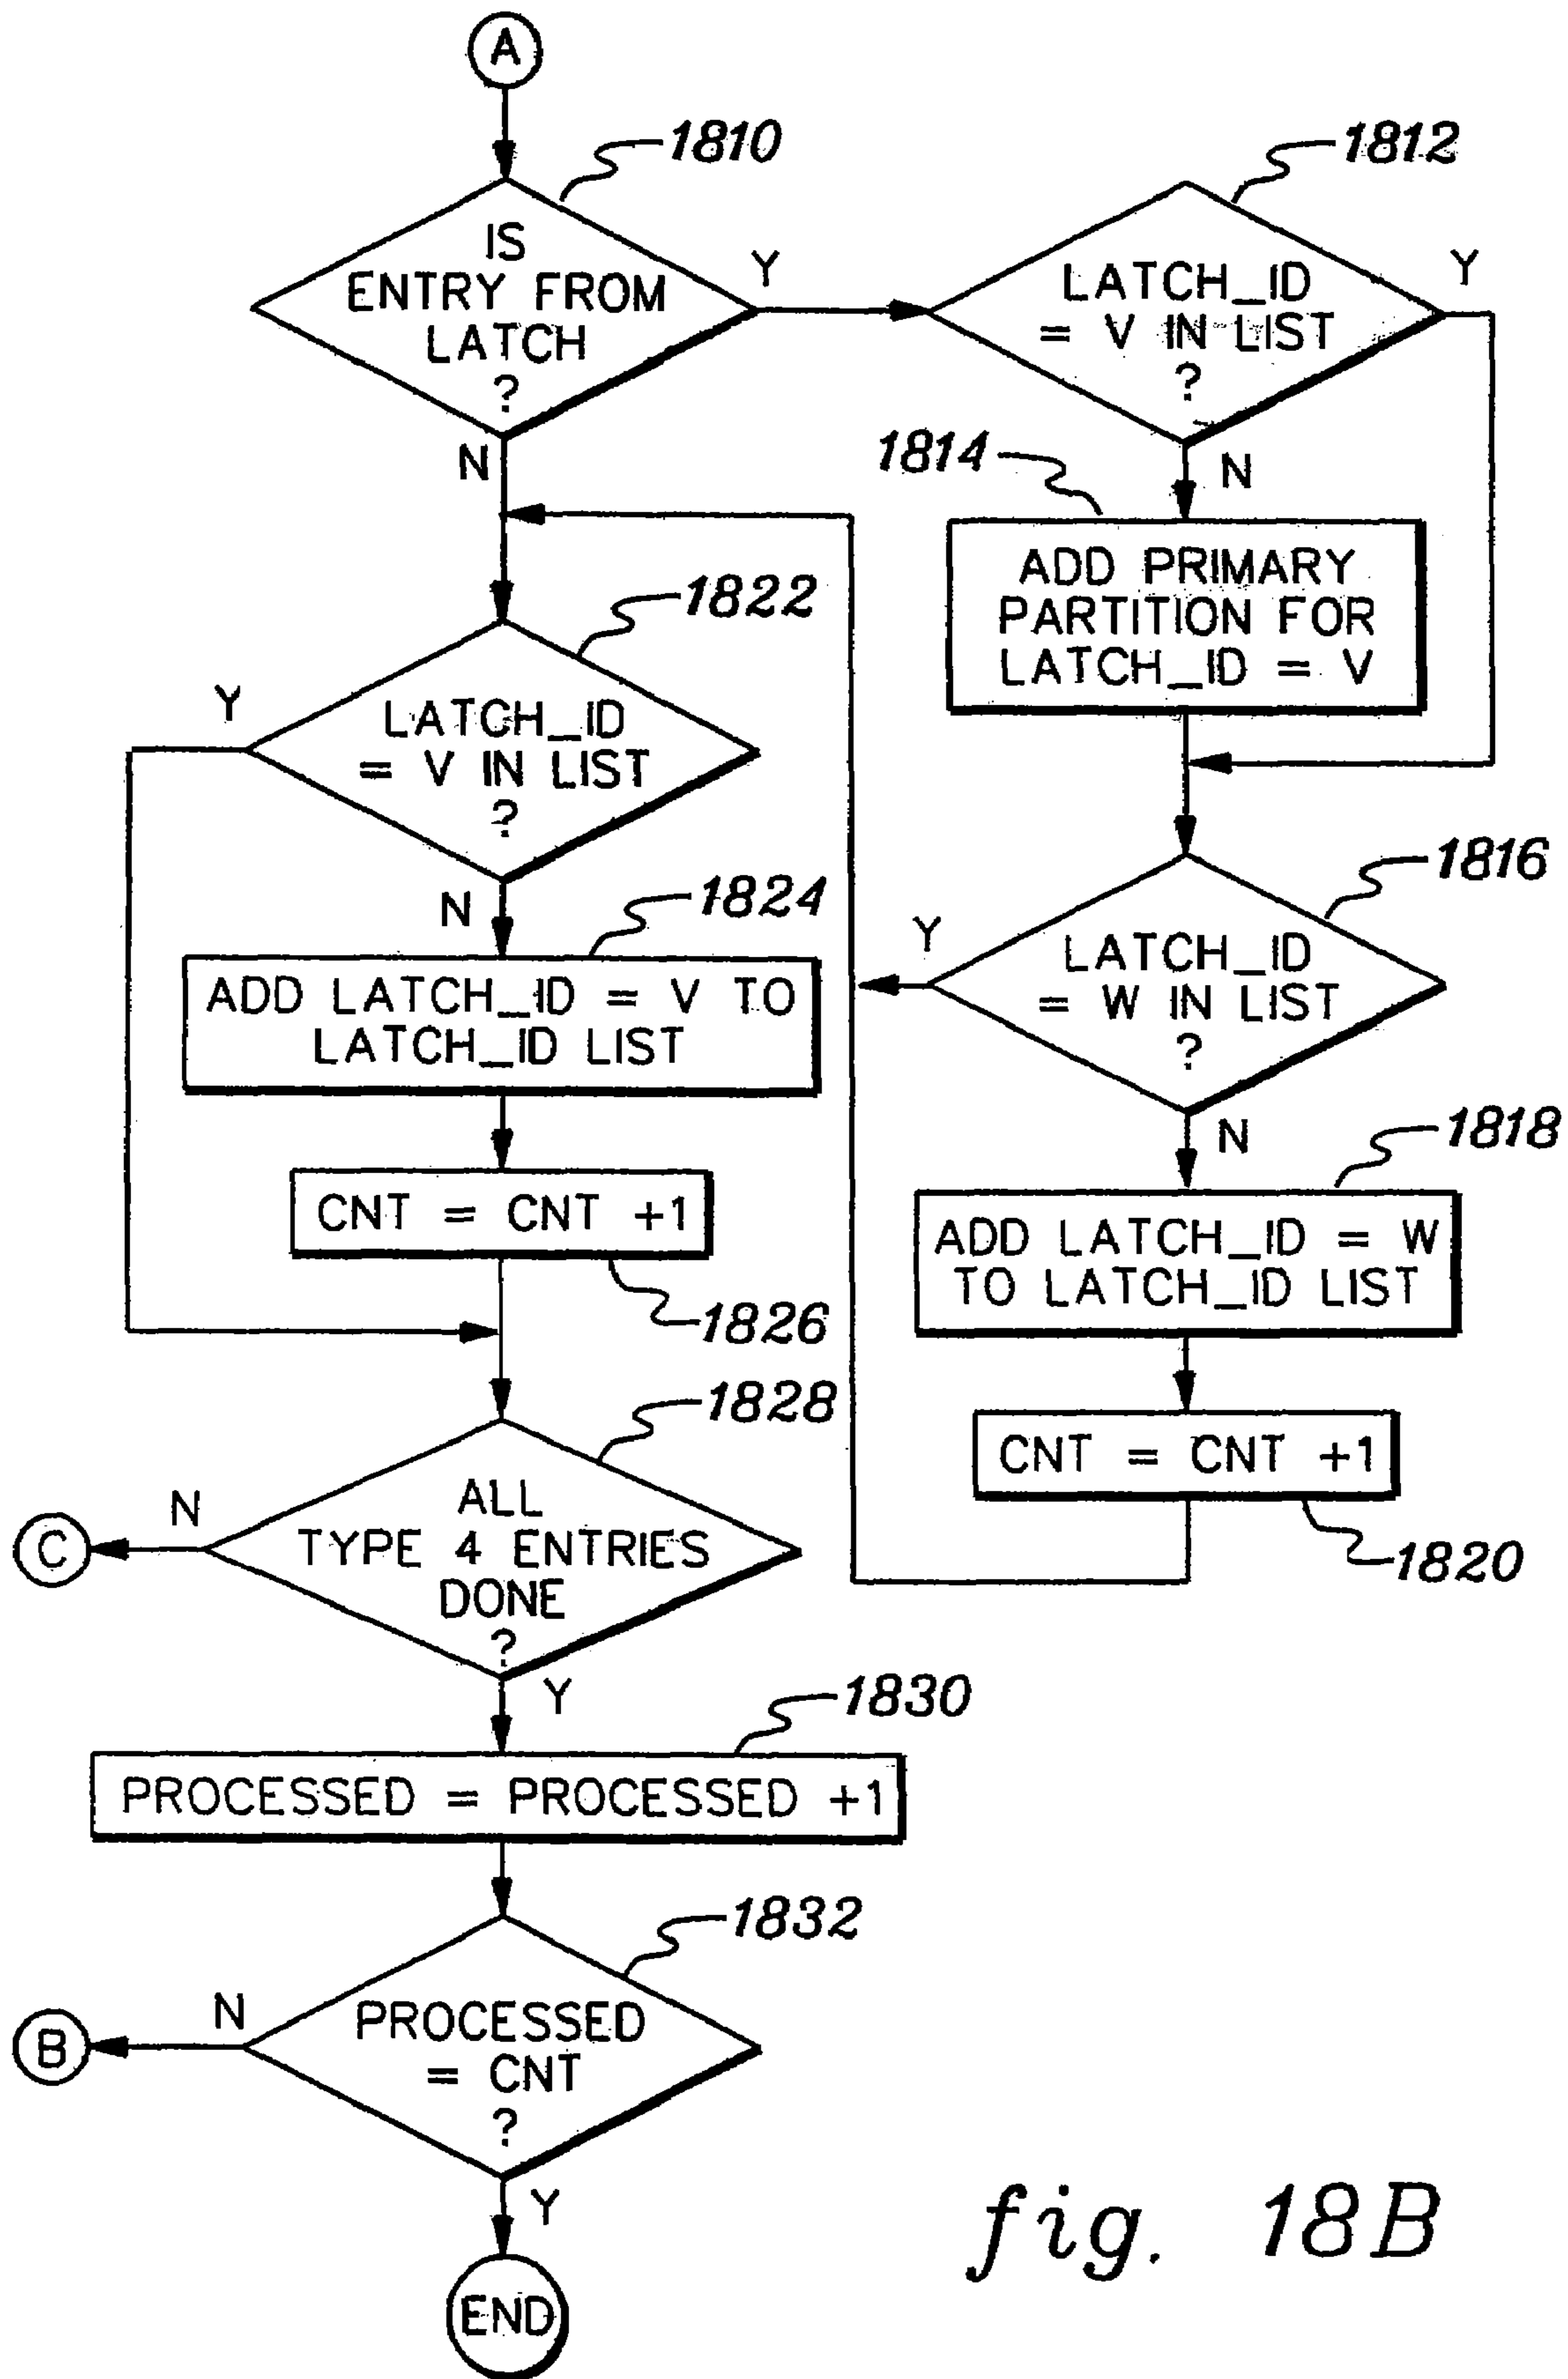 A
1810
IS
ENTRY FROM
LATCH
?
Y
N
1812
LATCH_ID
= V IN LIST
?
Y
N
1814
ADD PRIMARY
PARTITION FOR
LATCH_ID = V
1816
LATCH_ID
= W IN LIST
?
Y
N
1818
ADD LATCH_ID = W
TO LATCH_ID LIST
CNT = CNT +1
1820
1822
LATCH_ID
= V IN LIST
?
Y
N
1824
ADD LATCH_ID = V TO
LATCH_ID LIST
CNT = CNT +1
1826
1828
ALL
TYPE 4 ENTRIES
DONE
?
N
C
Y
1830
PROCESSED = PROCESSED +1
1832
PROCESSED
= CNT
?
N
B
Y
END
fig. 18B